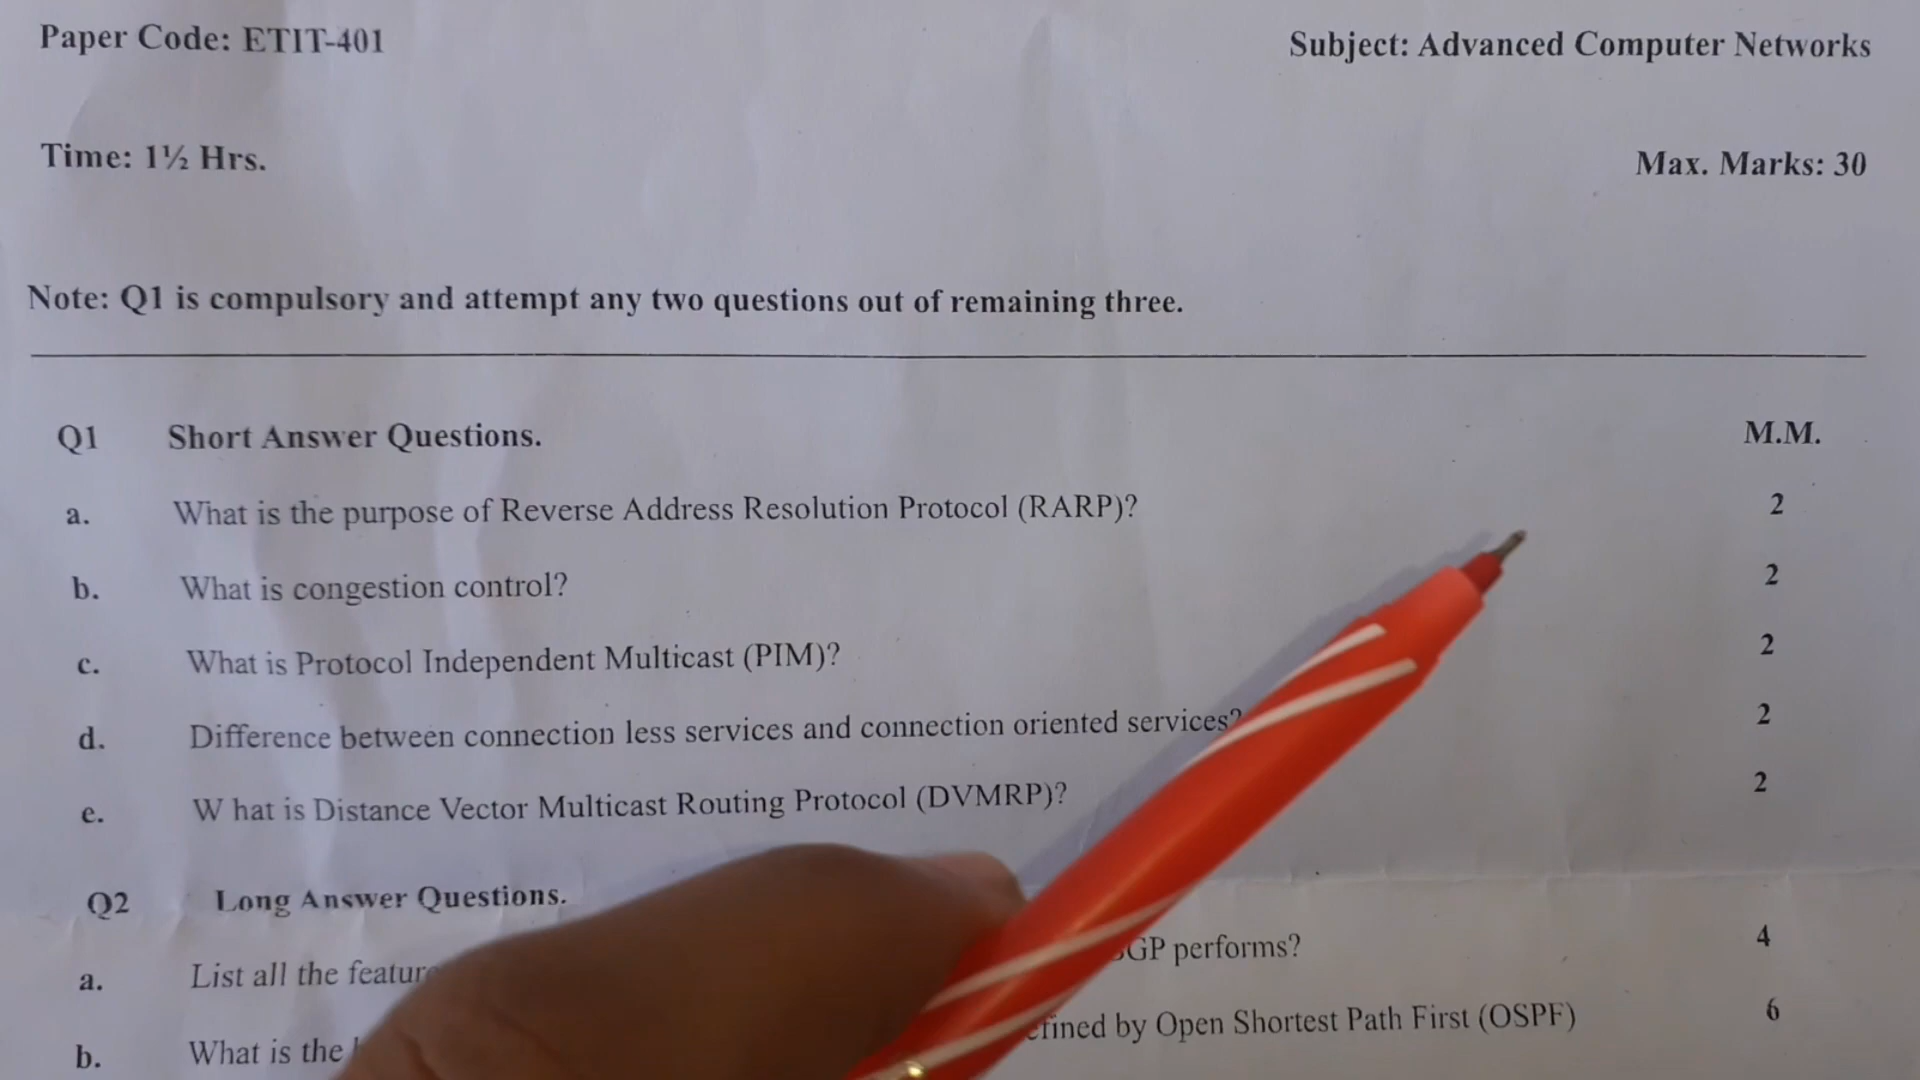 Paper Code: ETIT-401 Subject: Advanced Computer Networks
Time: 1½ Hrs. Max. Marks: 30
Note: Q1 is compulsory and attempt any two questions out of remaining three.
Q1 Short Answer Questions. M.M.
a. What is the purpose of Reverse Address Resolution Protocol (RARP)? 2
b. What is congestion control? 2
c. What is Protocol Independent Multicast (PIM)? 2
d. Difference between connection less services and connection oriented services? 2
e. W hat is Distance Vector Multicast Routing Protocol (DVMRP)? 2
Q2 Long Answer Questions.
a. List all the performs? 4
b. What is the by Open Shortest Path First (OSPF) 6